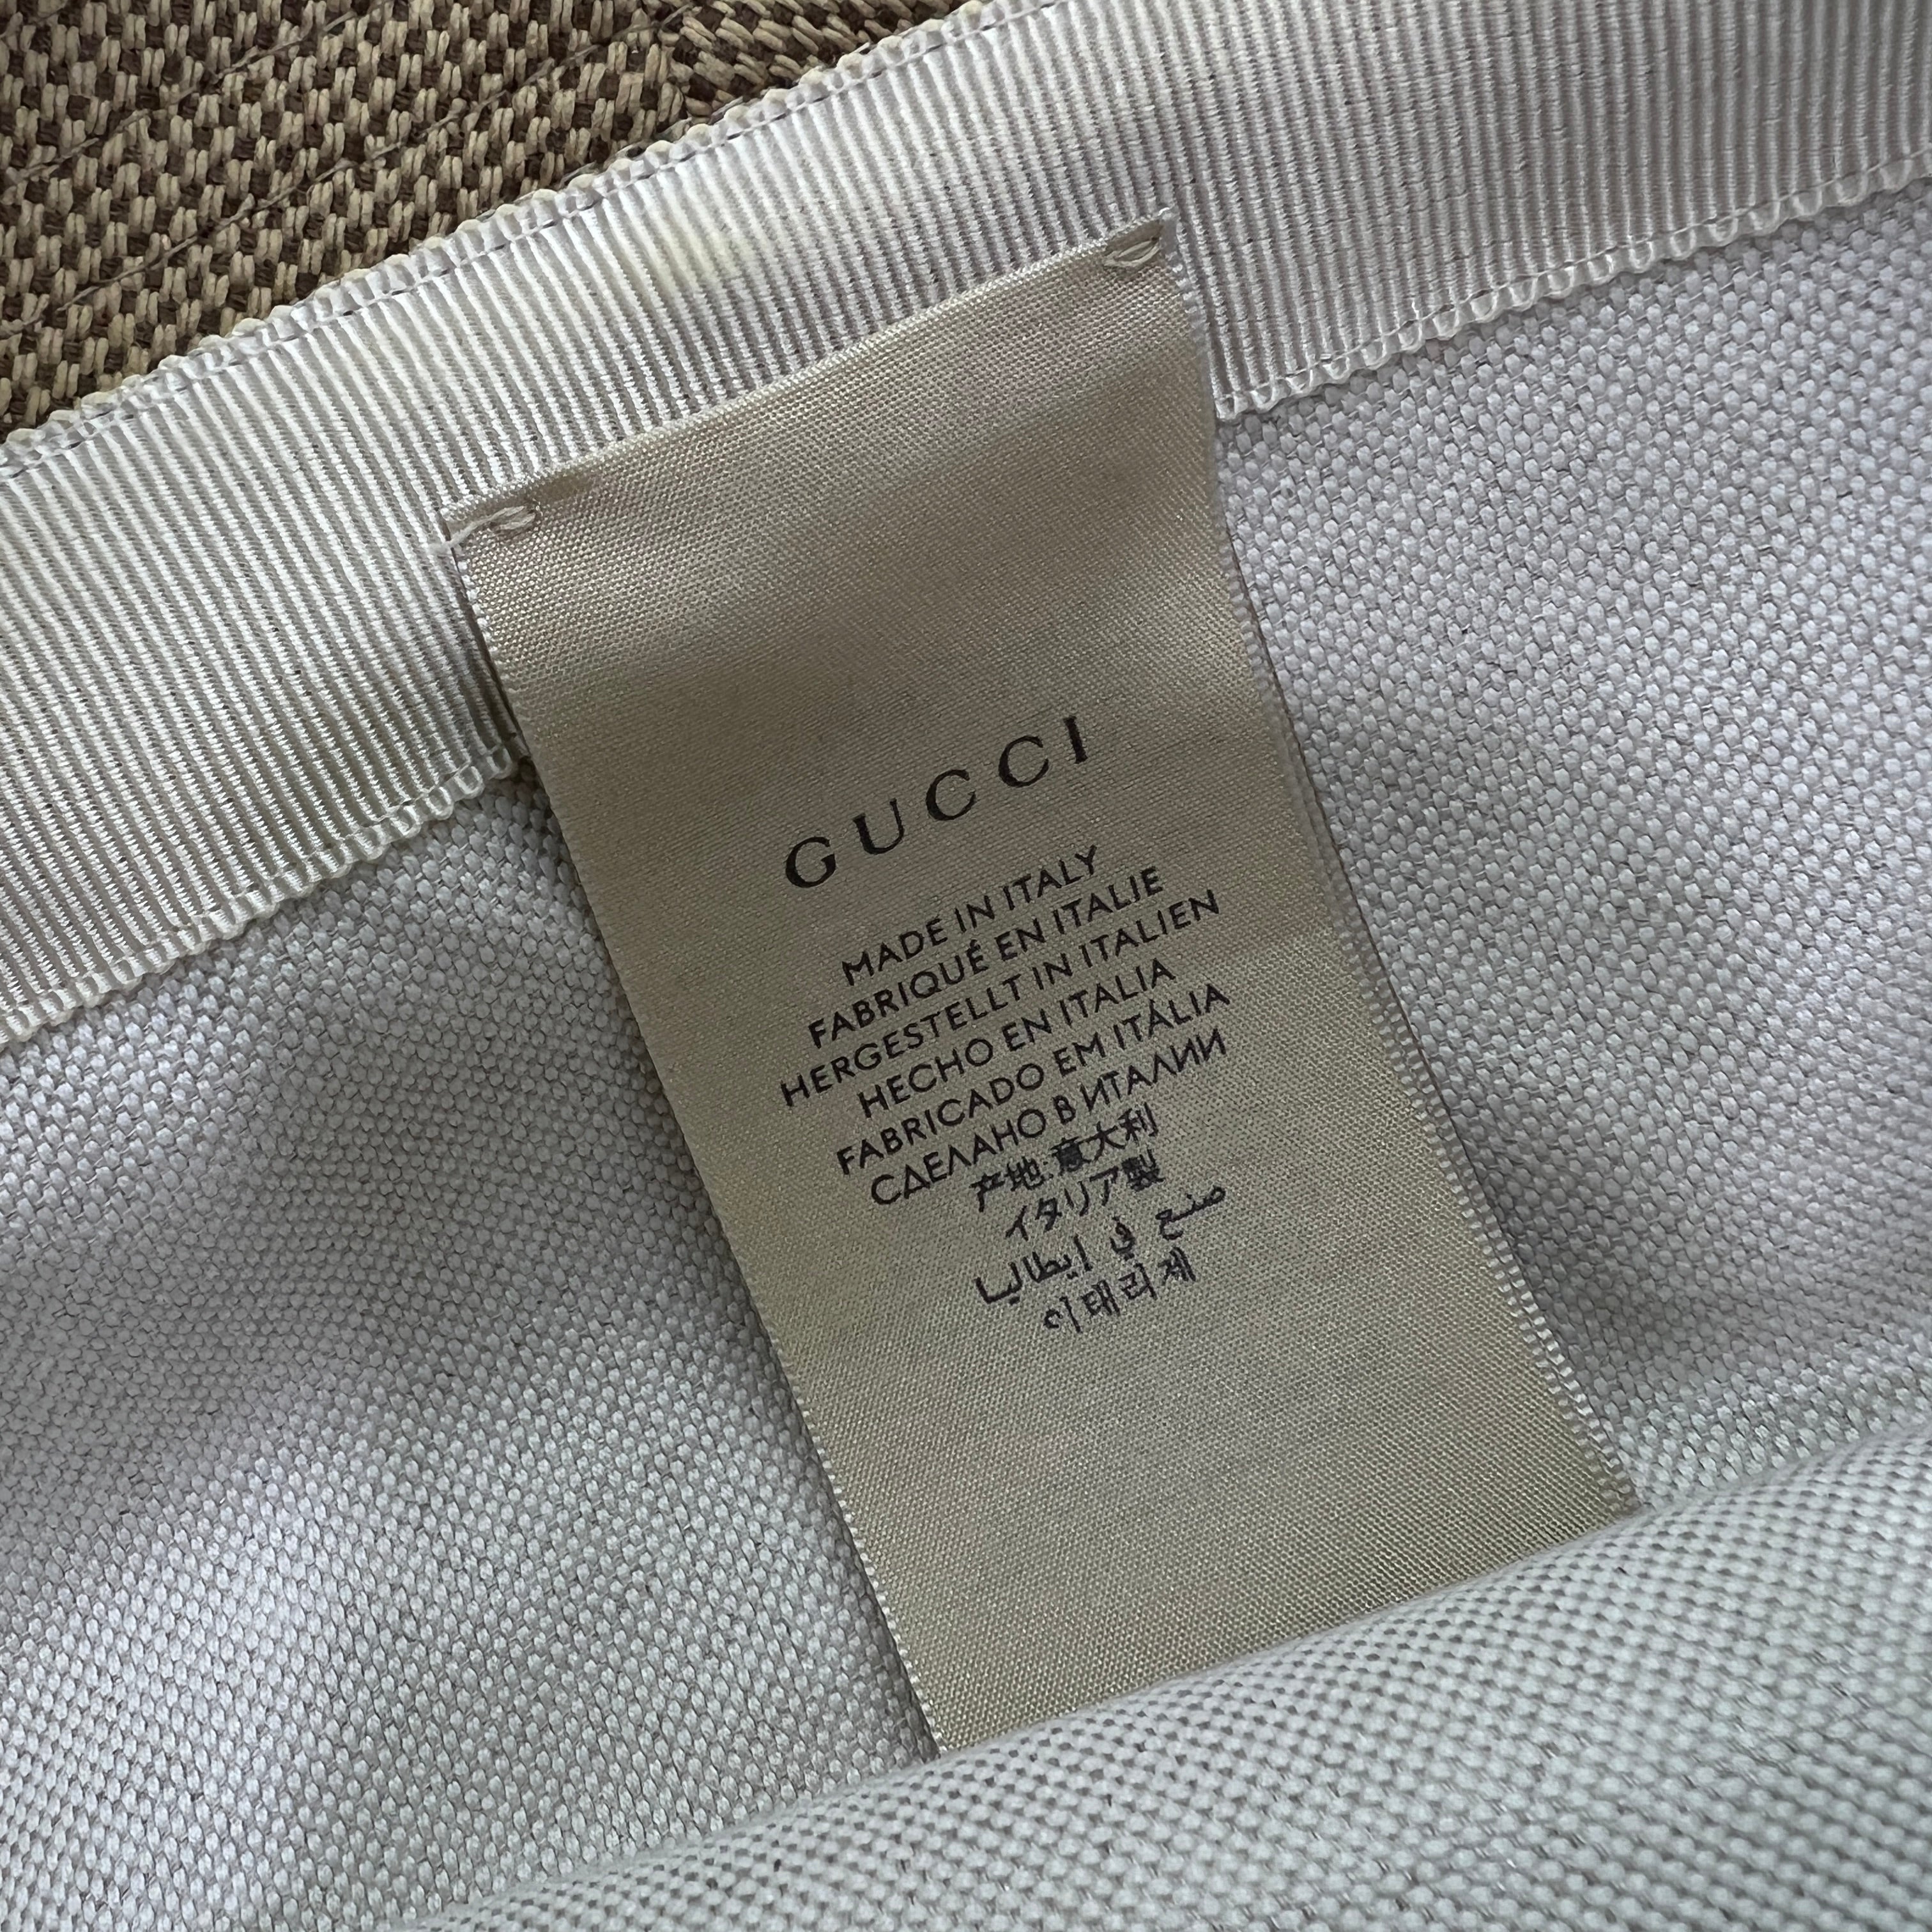 GUCCI
MADE IN ITALY
FABRIQUÉ EN ITALIE
HERGESTELLT IN ITALIEN
HECHO EN ITALIA
FABRICADO EM ITÁLIA
СДЕЛАНО В ИТАЛИИ
产地:意大利
イタリア製
صنع في إيطاليا
이태리제